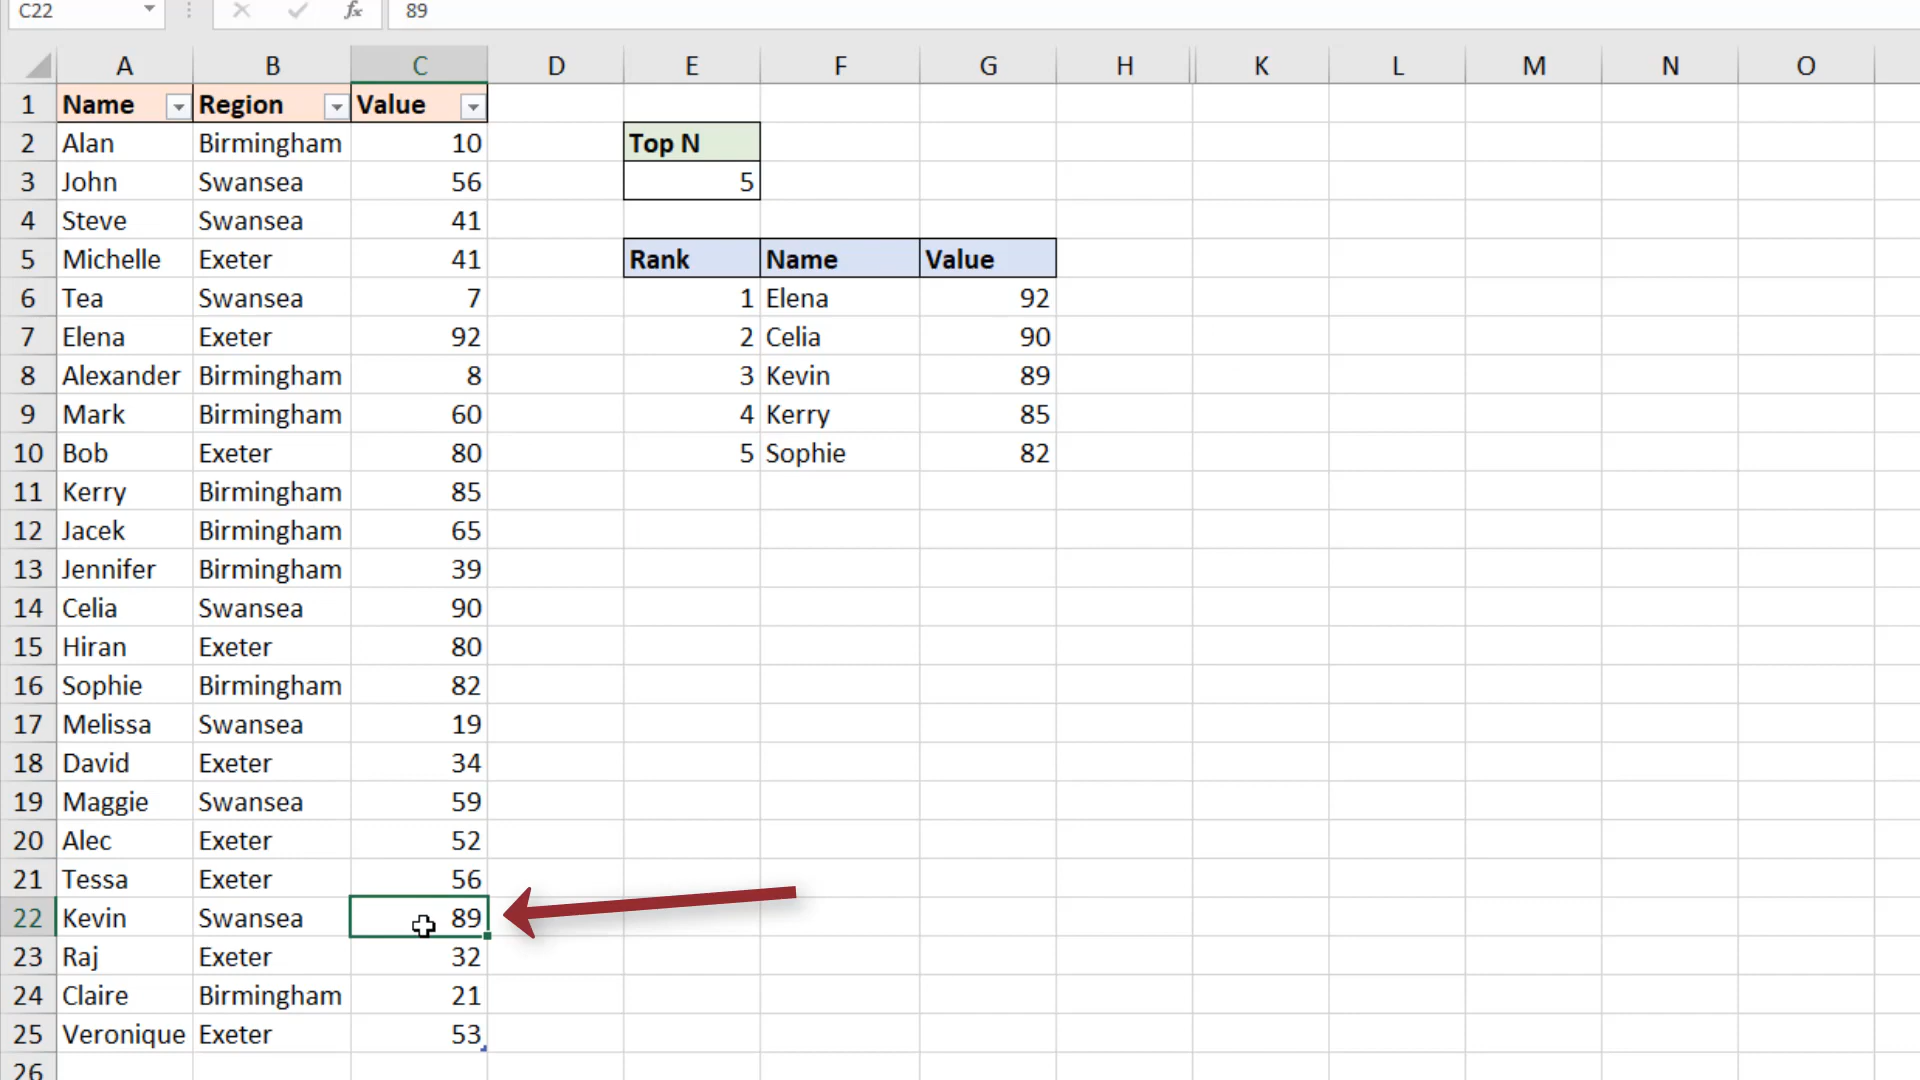 C22 fx 89
A B C D E F G H K L M N O
1 Name Region Value
2 Alan Birmingham 10 Top N
3 John Swansea 56 5
4 Steve Swansea 41
5 Michelle Exeter 41 Rank Name Value
6 Tea Swansea 7 1 Elena 92
7 Elena Exeter 92 2 Celia 90
8 Alexander Birmingham 8 3 Kevin 89
9 Mark Birmingham 60 4 Kerry 85
10 Bob Exeter 80 5 Sophie 82
11 Kerry Birmingham 85
12 Jacek Birmingham 65
13 Jennifer Birmingham 39
14 Celia Swansea 90
15 Hiran Exeter 80
16 Sophie Birmingham 82
17 Melissa Swansea 19
18 David Exeter 34
19 Maggie Swansea 59
20 Alec Exeter 52
21 Tessa Exeter 56
22 Kevin Swansea 89
23 Raj Exeter 32
24 Claire Birmingham 21
25 Veronique Exeter 53
26